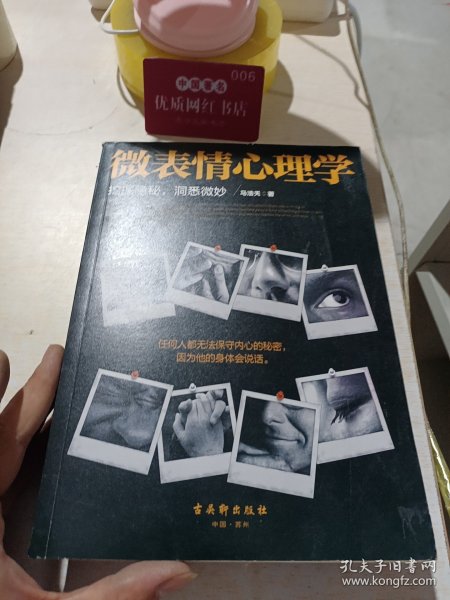 中国著名
006
优质网红书店
微表情心理学
秘，洞悉微妙 / 马浩天 著
任何人都无法保守内心的秘密，
因为他的身体会说话。
古吴轩出版社
中国·苏州
孔夫子旧书网
www.kongfz.com